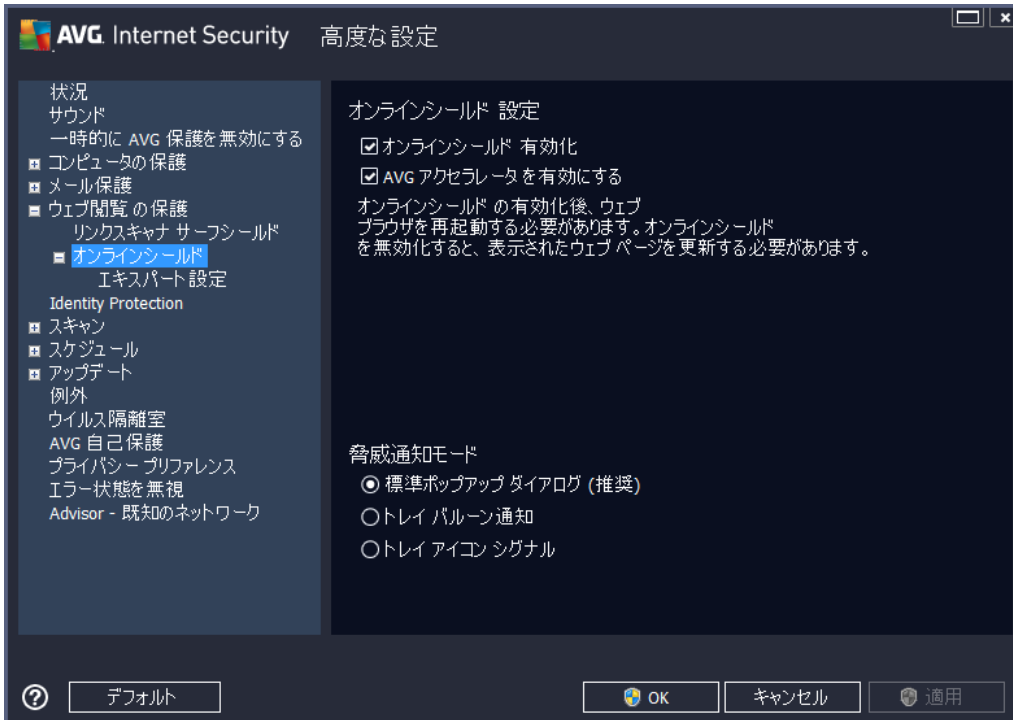 AVG. Internet Security 高度な設定
状況
サウンド
一時的に AVG 保護を無効にする
コンピュータの保護
メール保護
ウェブ閲覧 の保護
リンクスキャナ サーフシールド
オンラインシールド
エキスパート設定
Identity Protection
スキャン
スケジュール
アップデート
例外
ウイルス隔離室
AVG 自己保護
プライバシー プリファレンス
エラー状態を無視
Advisor - 既知のネットワーク
オンラインシールド 設定
オンラインシールド 有効化
AVG アクセラレータを有効にする
オンラインシールド の有効化後、ウェブ
ブラウザを再起動する必要があります。オンラインシールド
を無効化すると、表示されたウェブ ページを更新する必要があります。
脅威通知モード
標準ポップアップ ダイアログ (推奨)
トレイ バルーン通知
トレイ アイコン シグナル
? デフォルト
OK
キャンセル
適用